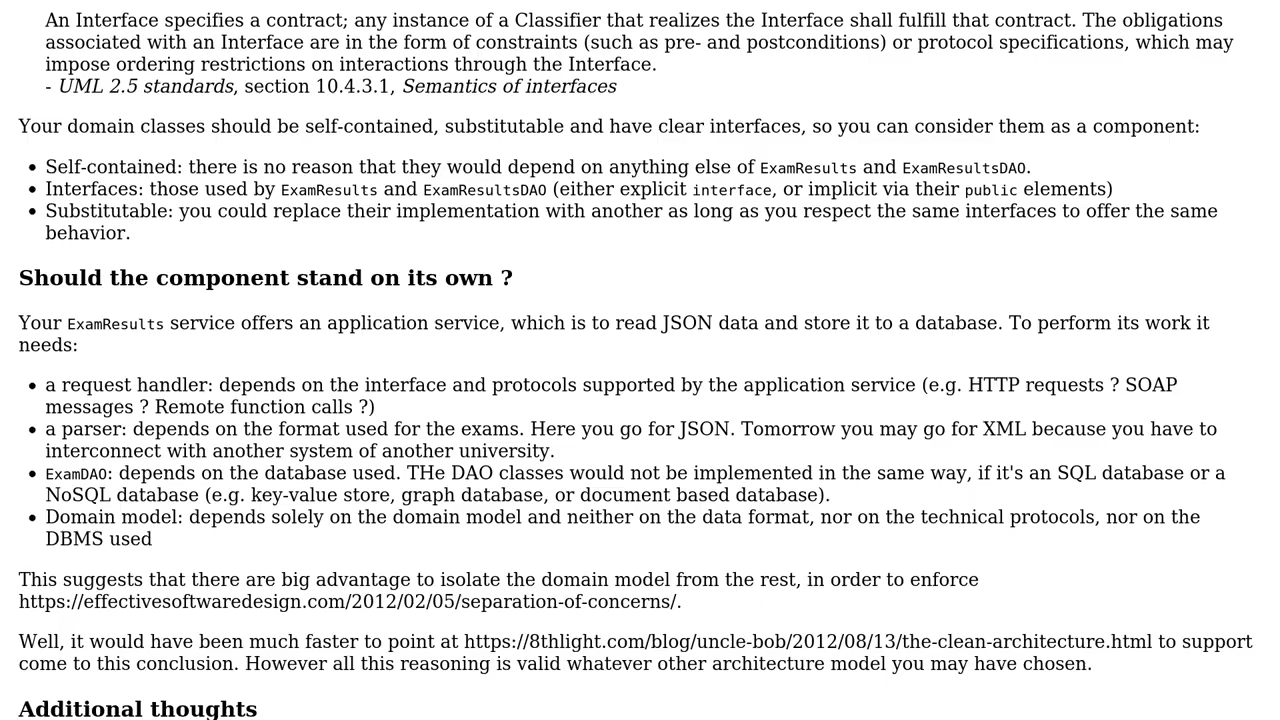 An Interface specifies a contract; any instance of a Classifier that realizes the Interface shall fulfill that contract. The obligations
associated with an Interface are in the form of constraints (such as pre- and postconditions) or protocol specifications, which may
impose ordering restrictions on interactions through the Interface.
- UML 2.5 standards, section 10.4.3.1, Semantics of interfaces
Your domain classes should be self-contained, substitutable and have clear interfaces, so you can consider them as a component:
• Self-contained: there is no reason that they would depend on anything else of ExamResults and ExamResultsDAO.
• Interfaces: those used by ExamResults and ExamResultsDAO (either explicit interface, or implicit via their public elements)
• Substitutable: you could replace their implementation with another as long as you respect the same interfaces to offer the same
behavior.
Should the component stand on its own ?
Your ExamResults service offers an application service, which is to read JSON data and store it to a database. To perform its work it
needs:
• a request handler: depends on the interface and protocols supported by the application service (e.g. HTTP requests ? SOAP
messages ? Remote function calls ?)
• a parser: depends on the format used for the exams. Here you go for JSON. Tomorrow you may go for XML because you have to
interconnect with another system of another university.
• ExamDAO: depends on the database used. THe DAO classes would not be implemented in the same way, if it's an SQL database or a
NoSQL database (e.g. key-value store, graph database, or document based database).
• Domain model: depends solely on the domain model and neither on the data format, nor on the technical protocols, nor on the
DBMS used
This suggests that there are big advantage to isolate the domain model from the rest, in order to enforce
https://effectivesoftwaredesign.com/2012/02/05/separation-of-concerns/.
Well, it would have been much faster to point at https://8thlight.com/blog/uncle-bob/2012/08/13/the-clean-architecture.html to support
come to this conclusion. However all this reasoning is valid whatever other architecture model you may have chosen.
Additional thoughts